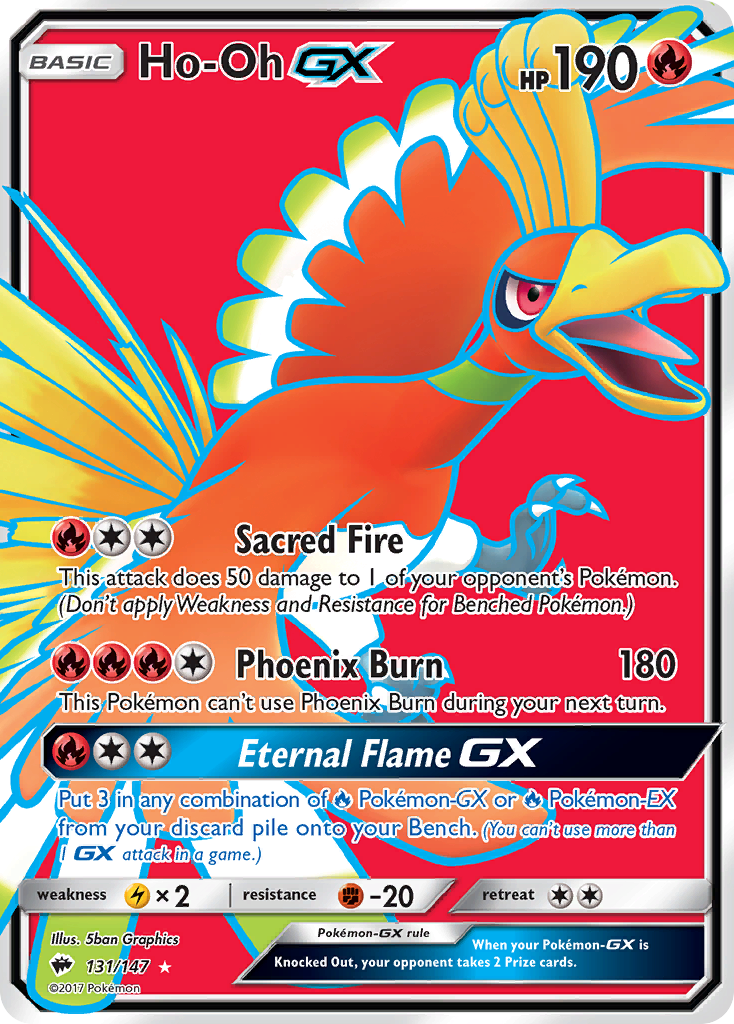 BASIC Ho-Oh GX HP 190
Sacred Fire
This attack does 50 damage to 1 of your opponent's Pokémon.
(Don't apply Weakness and Resistance for Benched Pokémon.)
Phoenix Burn 180
This Pokémon can't use Phoenix Burn during your next turn.
Eternal Flame GX
Put 3 in any combination of Pokémon-GX or Pokémon-EX
from your discard pile onto your Bench. (You can't use more than
1 GX attack in a game.)
weakness ×2 resistance -20 retreat
Illus. 5ban Graphics
131/147
©2017 Pokémon
Pokémon-GX rule
When your Pokémon-GX is
Knocked Out, your opponent takes 2 Prize cards.